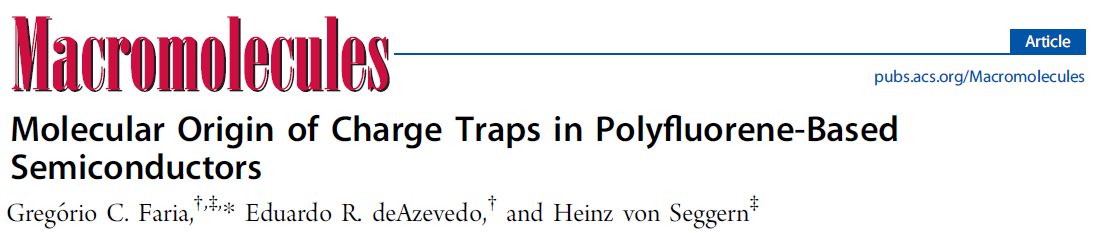 Macromolecules
Article
pubs.acs.org/Macromolecules
Molecular Origin of Charge Traps in Polyfluorene-Based
Semiconductors
Gregório C. Faria,†,‡,* Eduardo R. deAzevedo,† and Heinz von Seggern‡